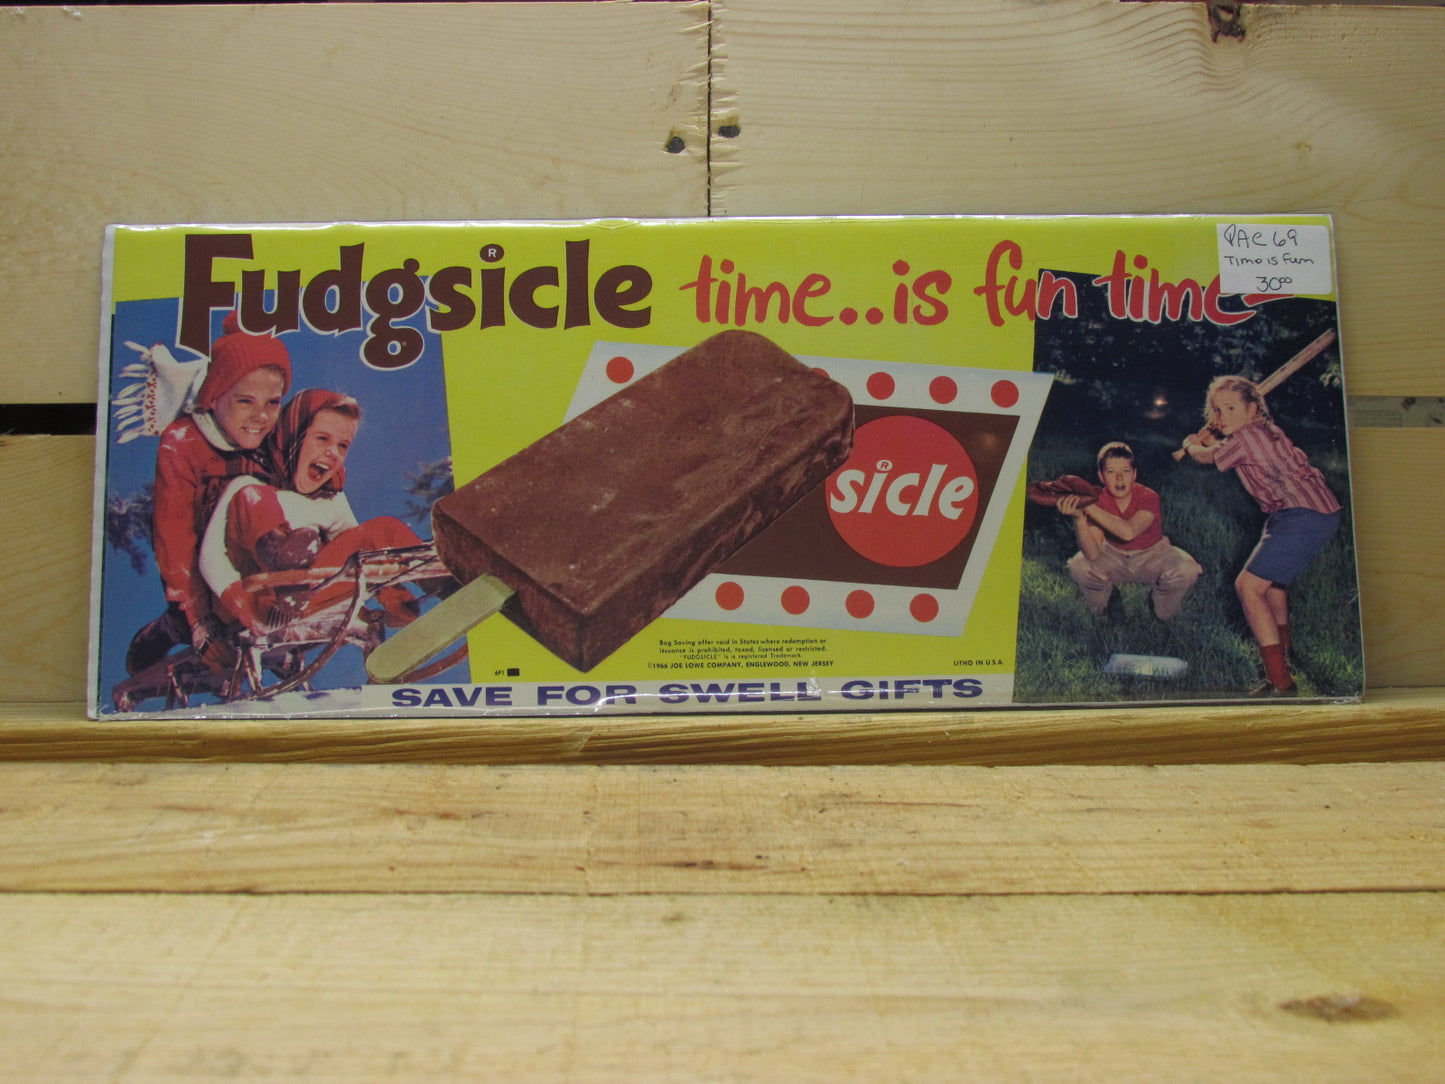 Fudgsicle® time..is fun time
PAC 69
Time is Fun
30⁰⁰
sicle®
Bag Saving offer void in States where redemption or
issuance is prohibited, taxed, licensed or restricted.
"FUDGSICLE" is a registered Trademark.
©1966 JOE LOWE COMPANY, ENGLEWOOD, NEW JERSEY
6F1
LITHO IN U.S.A.
SAVE FOR SWELL GIFTS